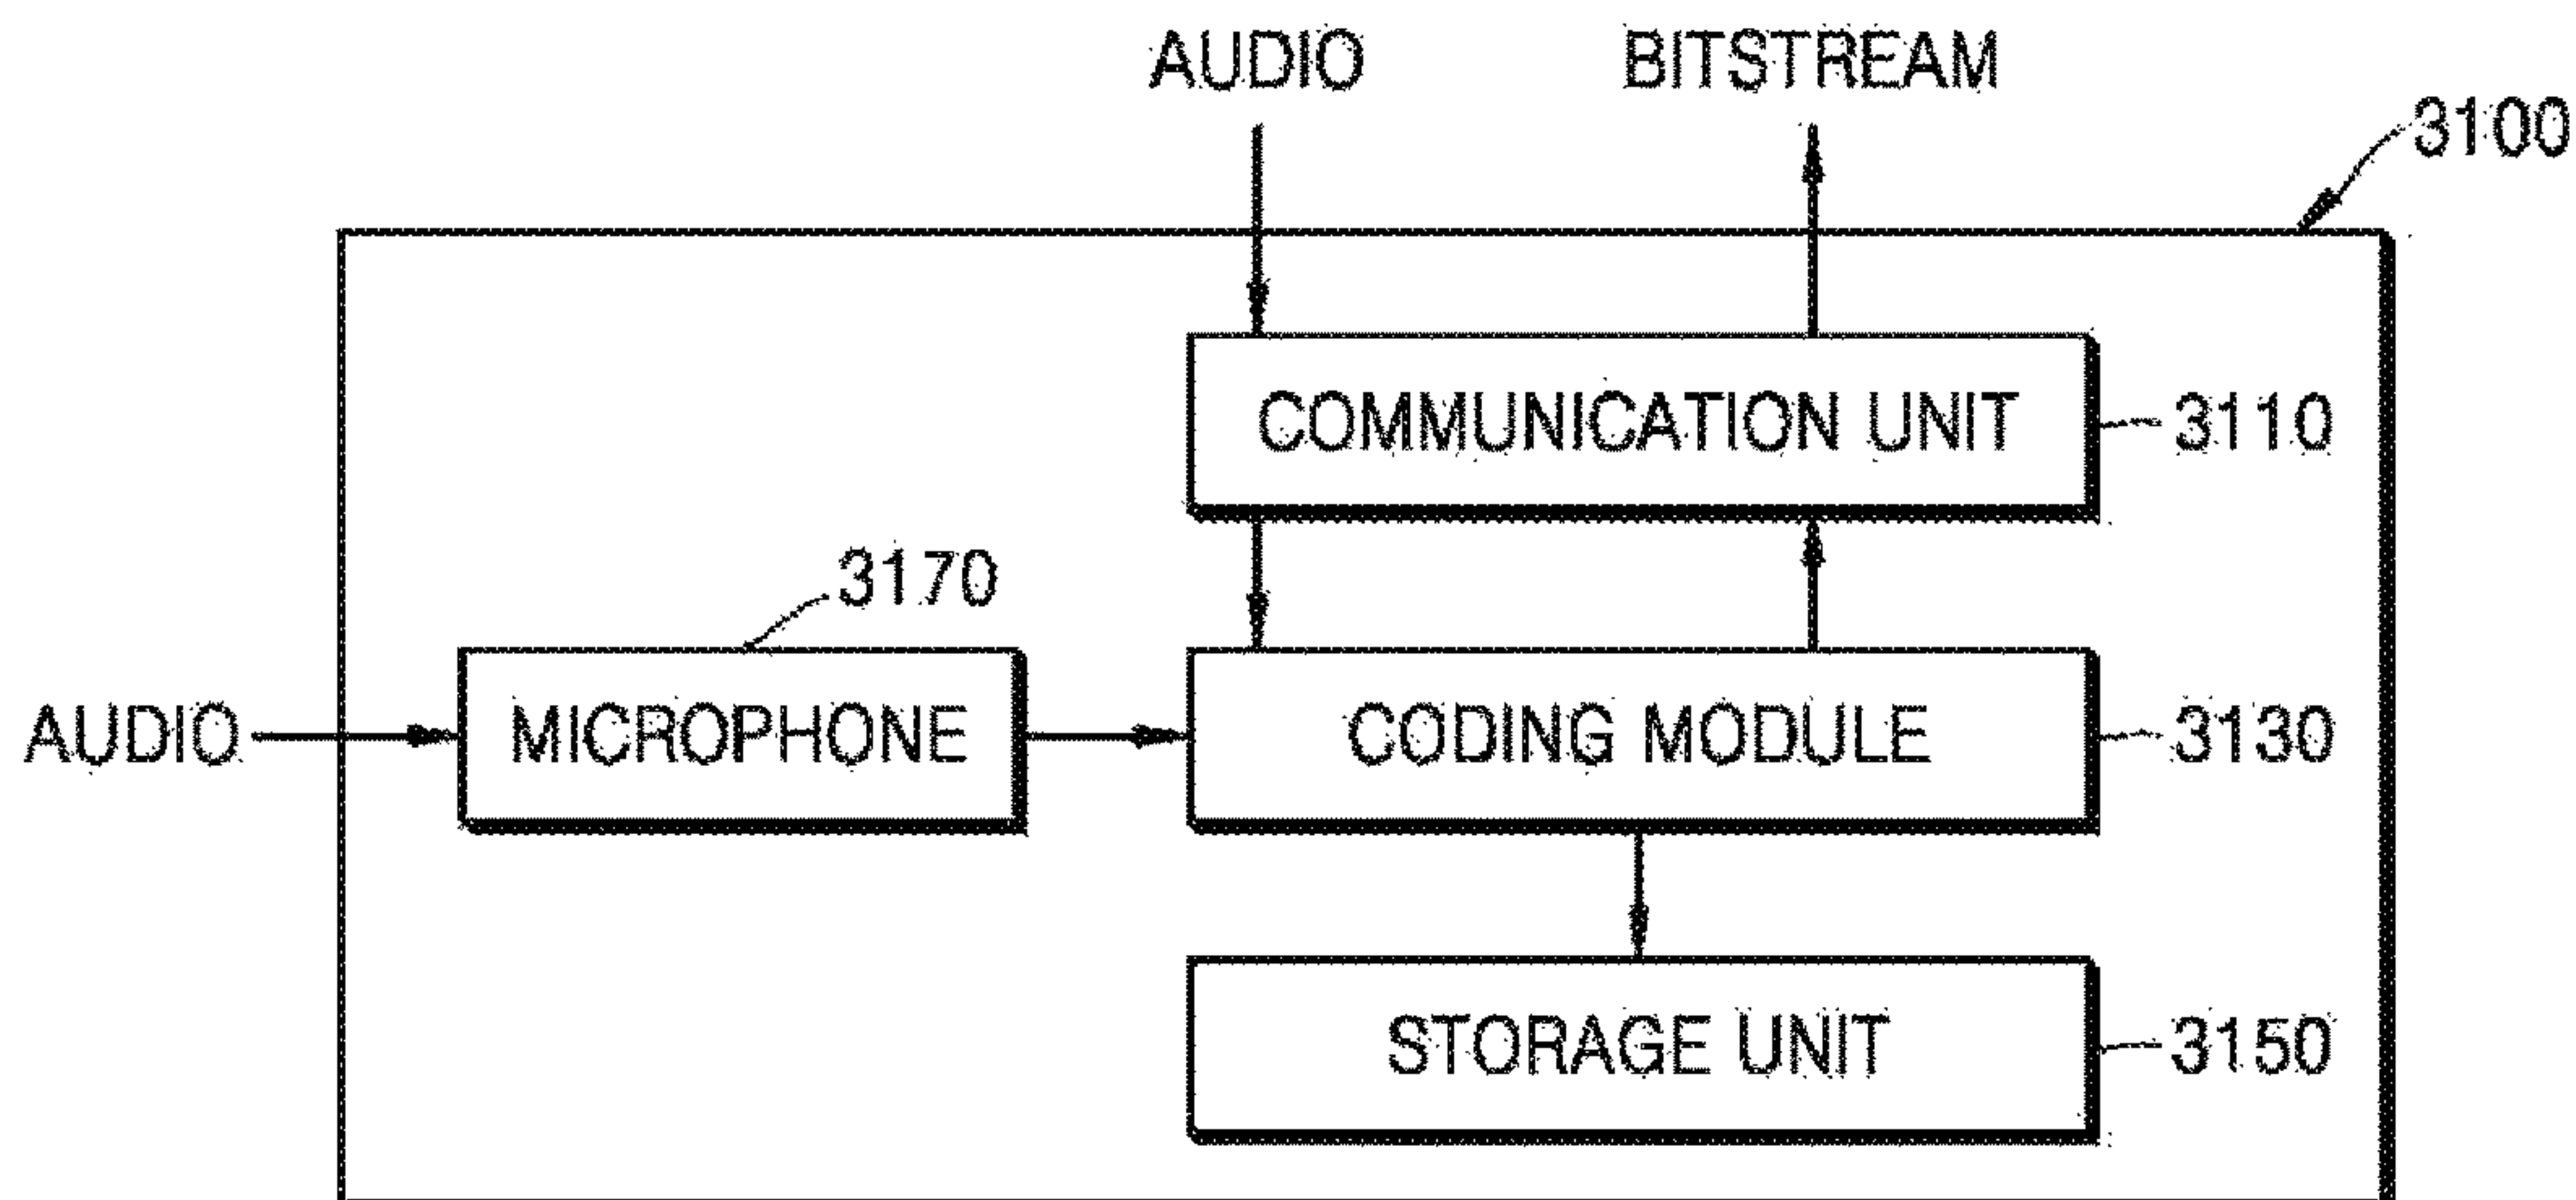 AUDIO BITSTREAM
3100
COMMUNICATION UNIT 3110
3170
AUDIO MICROPHONE CODING MODULE 3130
STORAGE UNIT 3150